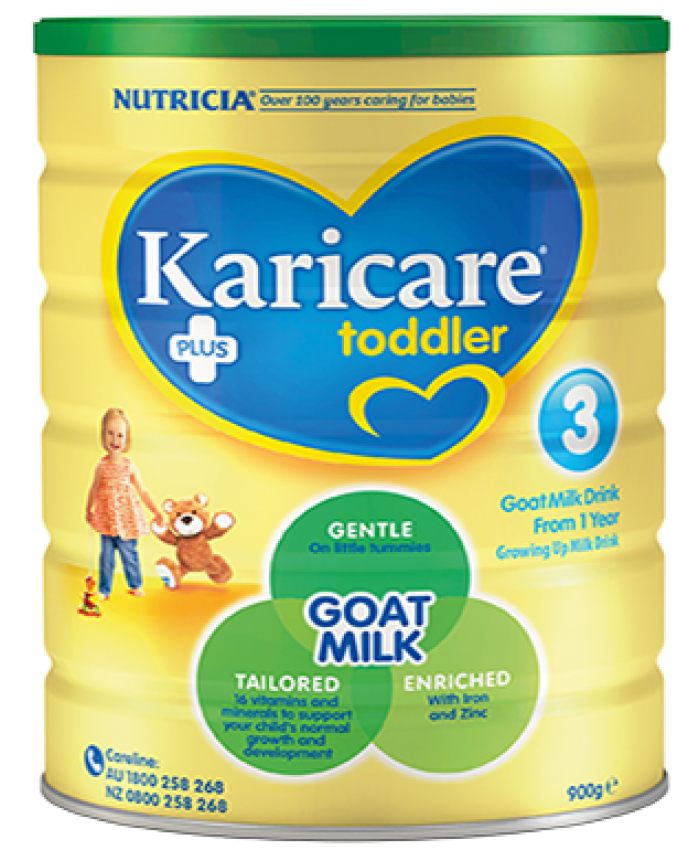 NUTRICIA® Over 100 years caring for babies
Karicare®
PLUS
toddler
3
Goat Milk Drink
From 1 Year
Growing Up Milk Drink
GENTLE
On little tummies
GOAT
MILK
TAILORED
16 vitamins and
minerals to support
your child's normal
growth and
development
ENRICHED
With Iron
and Zinc
Careline:
AU 1800 258 268
NZ 0800 258 268
900g ℮